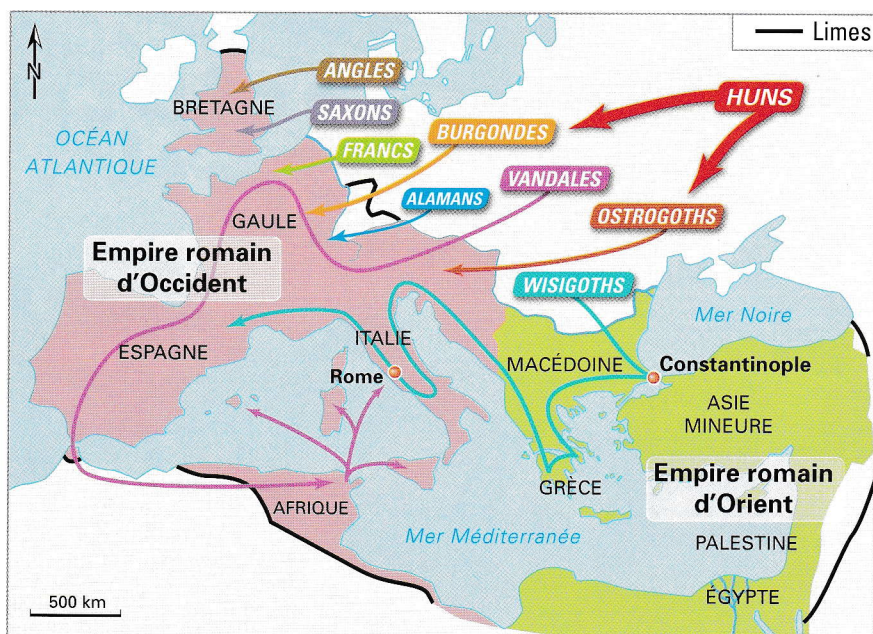 Limes
N
ANGLES
BRETAGNE
SAXONS
HUNS
OCÉAN
ATLANTIQUE
BURGONDES
FRANCS
VANDALES
ALAMANS
GAULE
OSTROGOTHS
Empire romain
d'Occident
WISIGOTHS
Mer Noire
ITALIE
ESPAGNE
MACÉDOINE
Constantinople
Rome
ASIE
MINEURE
Empire romain
d'Orient
GRÈCE
AFRIQUE
Mer Méditerranée
PALESTINE
ÉGYPTE
500 km